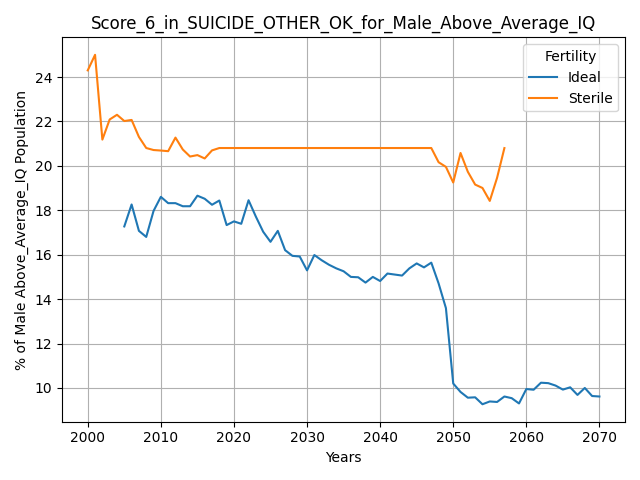 Score_6_in_SUICIDE_OTHER_OK_for_Male_Above_Average_IQ
% of Male Above_Average_IQ Population
24
22
20
18
16
14
12
10
Fertility
Ideal
Sterile
2000 2010 2020 2030 2040 2050 2060 2070
Years